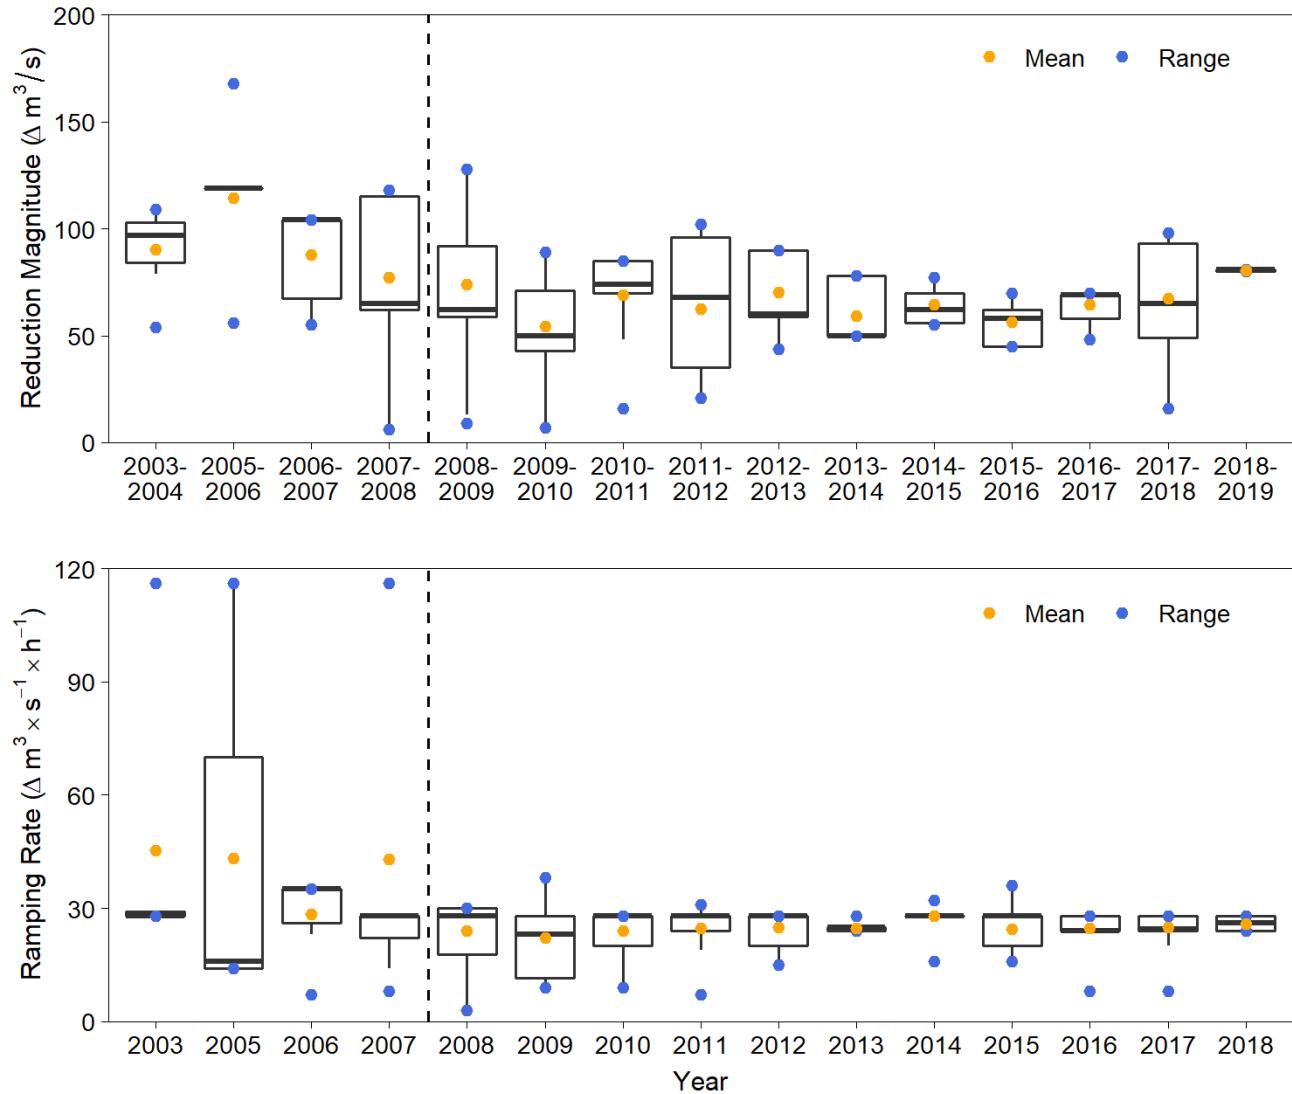 200
150
100
50
0
Reduction Magnitude (Δ m³/s)
Mean Range
2003- 2005- 2006- 2007- 2008- 2009- 2010- 2011- 2012- 2013- 2014- 2015- 2016- 2017- 2018-
2004 2006 2007 2008 2009 2010 2011 2012 2013 2014 2015 2016 2017 2018 2019
120
90
60
30
0
Ramping Rate (Δ m³ × s⁻¹ × h⁻¹)
Mean Range
2003 2005 2006 2007 2008 2009 2010 2011 2012 2013 2014 2015 2016 2017 2018
Year